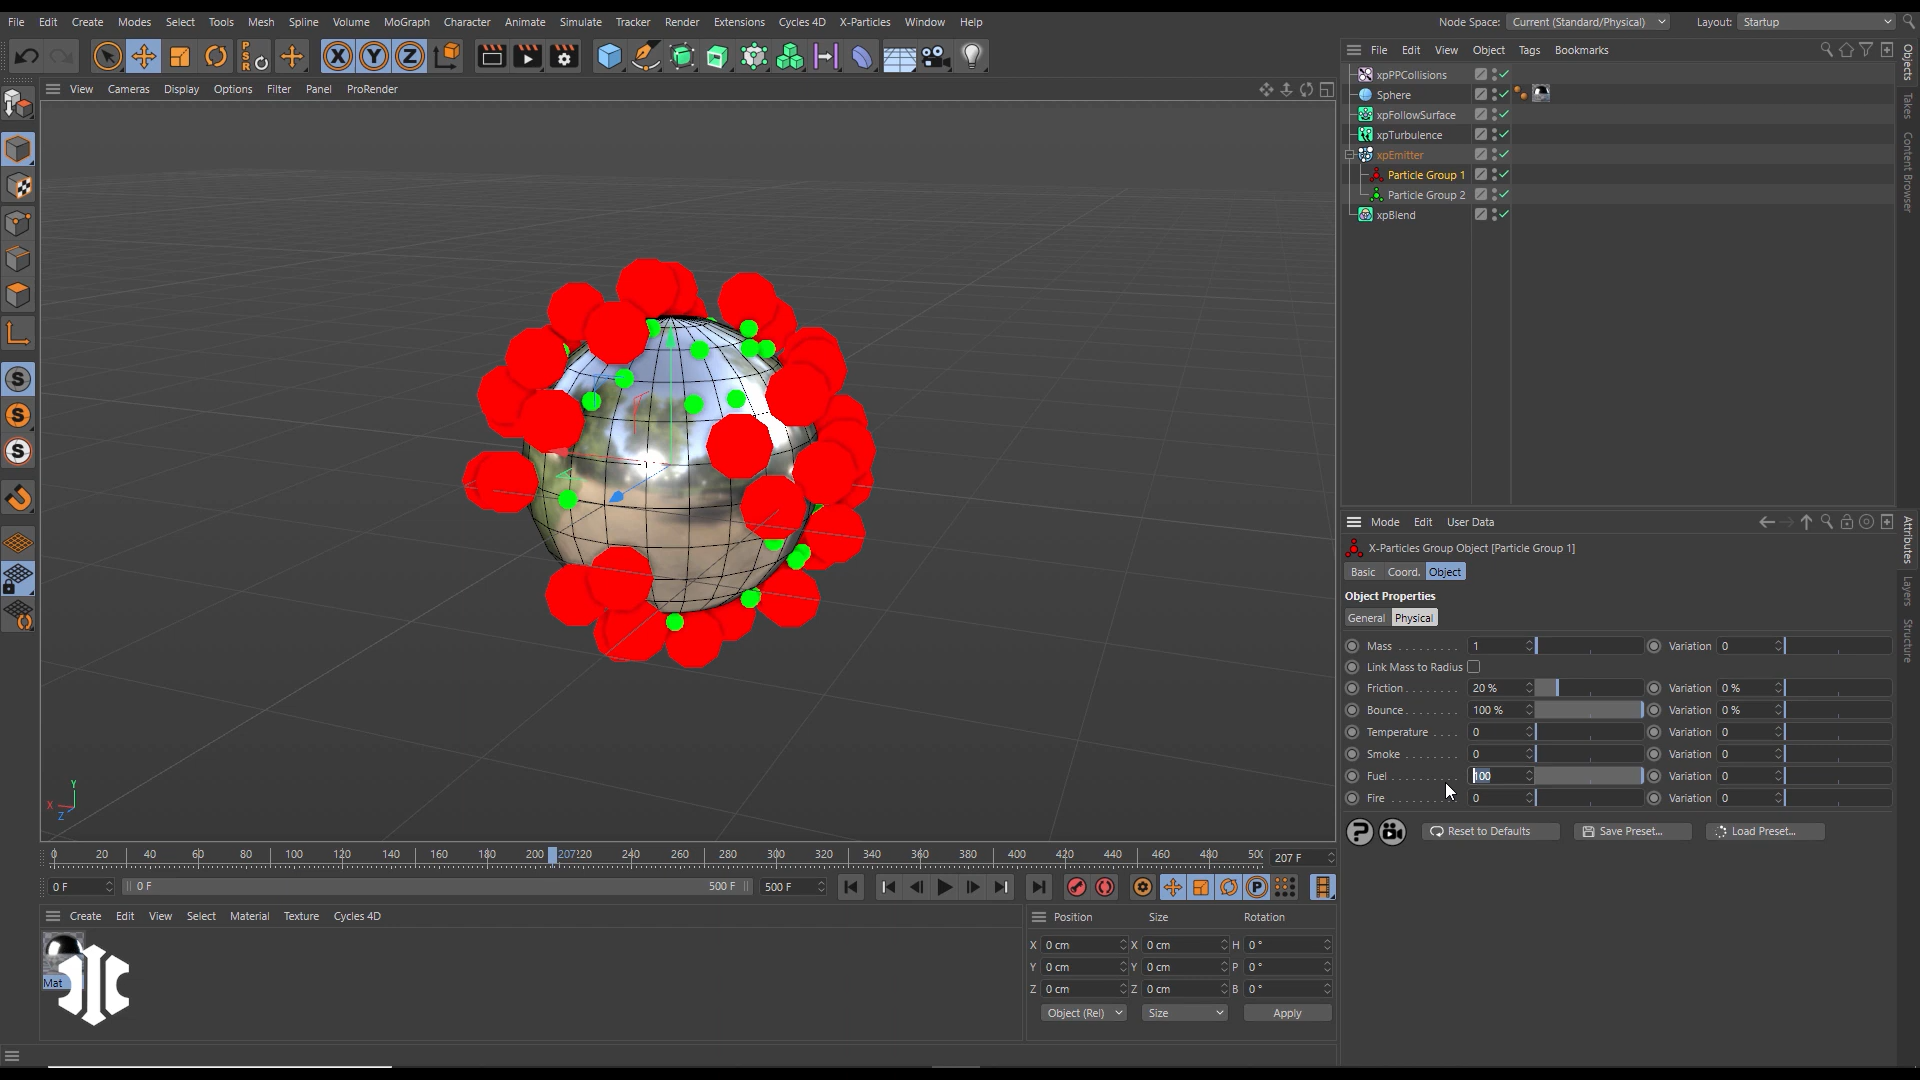 File Edit Create Modes Select Tools Mesh Spline Volume MoGraph Character Animate Simulate Tracker Render Extensions Cycles 4D X-Particles Window Help
Node Space: Current (Standard/Physical) Layout: Startup
PSR X Y Z
File Edit View Object Tags Bookmarks
View Cameras Display Options Filter Panel ProRender
xpPPCollisions
Sphere
xpFollowSurface
xpTurbulence
xpEmitter
Particle Group 1
Particle Group 2
xpBlend
Objects
Takes
Content Browser
Mode Edit User Data
X-Particles Group Object [Particle Group 1]
Basic Coord. Object
Object Properties
General Physical
Mass 1 Variation 0
Link Mass to Radius
Friction 20 % Variation 0 %
Bounce 100 % Variation 0 %
Temperature 0 Variation 0
Smoke 0 Variation 0
Fuel 100 Variation 0
Fire 0 Variation 0
Reset to Defaults Save Preset... Load Preset...
Attributes
Layers
Structure
S
S
S
Y
X
Z
0 20 40 60 80 100 120 140 160 180 200 207 220 240 260 280 300 320 340 360 380 400 420 440 460 480 50 207 F
0 F 0 F 500 F 500 F P
Create Edit View Select Material Texture Cycles 4D
Mat
Position Size Rotation
X 0 cm X 0 cm H 0 °
Y 0 cm Y 0 cm P 0 °
Z 0 cm Z 0 cm B 0 °
Object (Rel) Size Apply